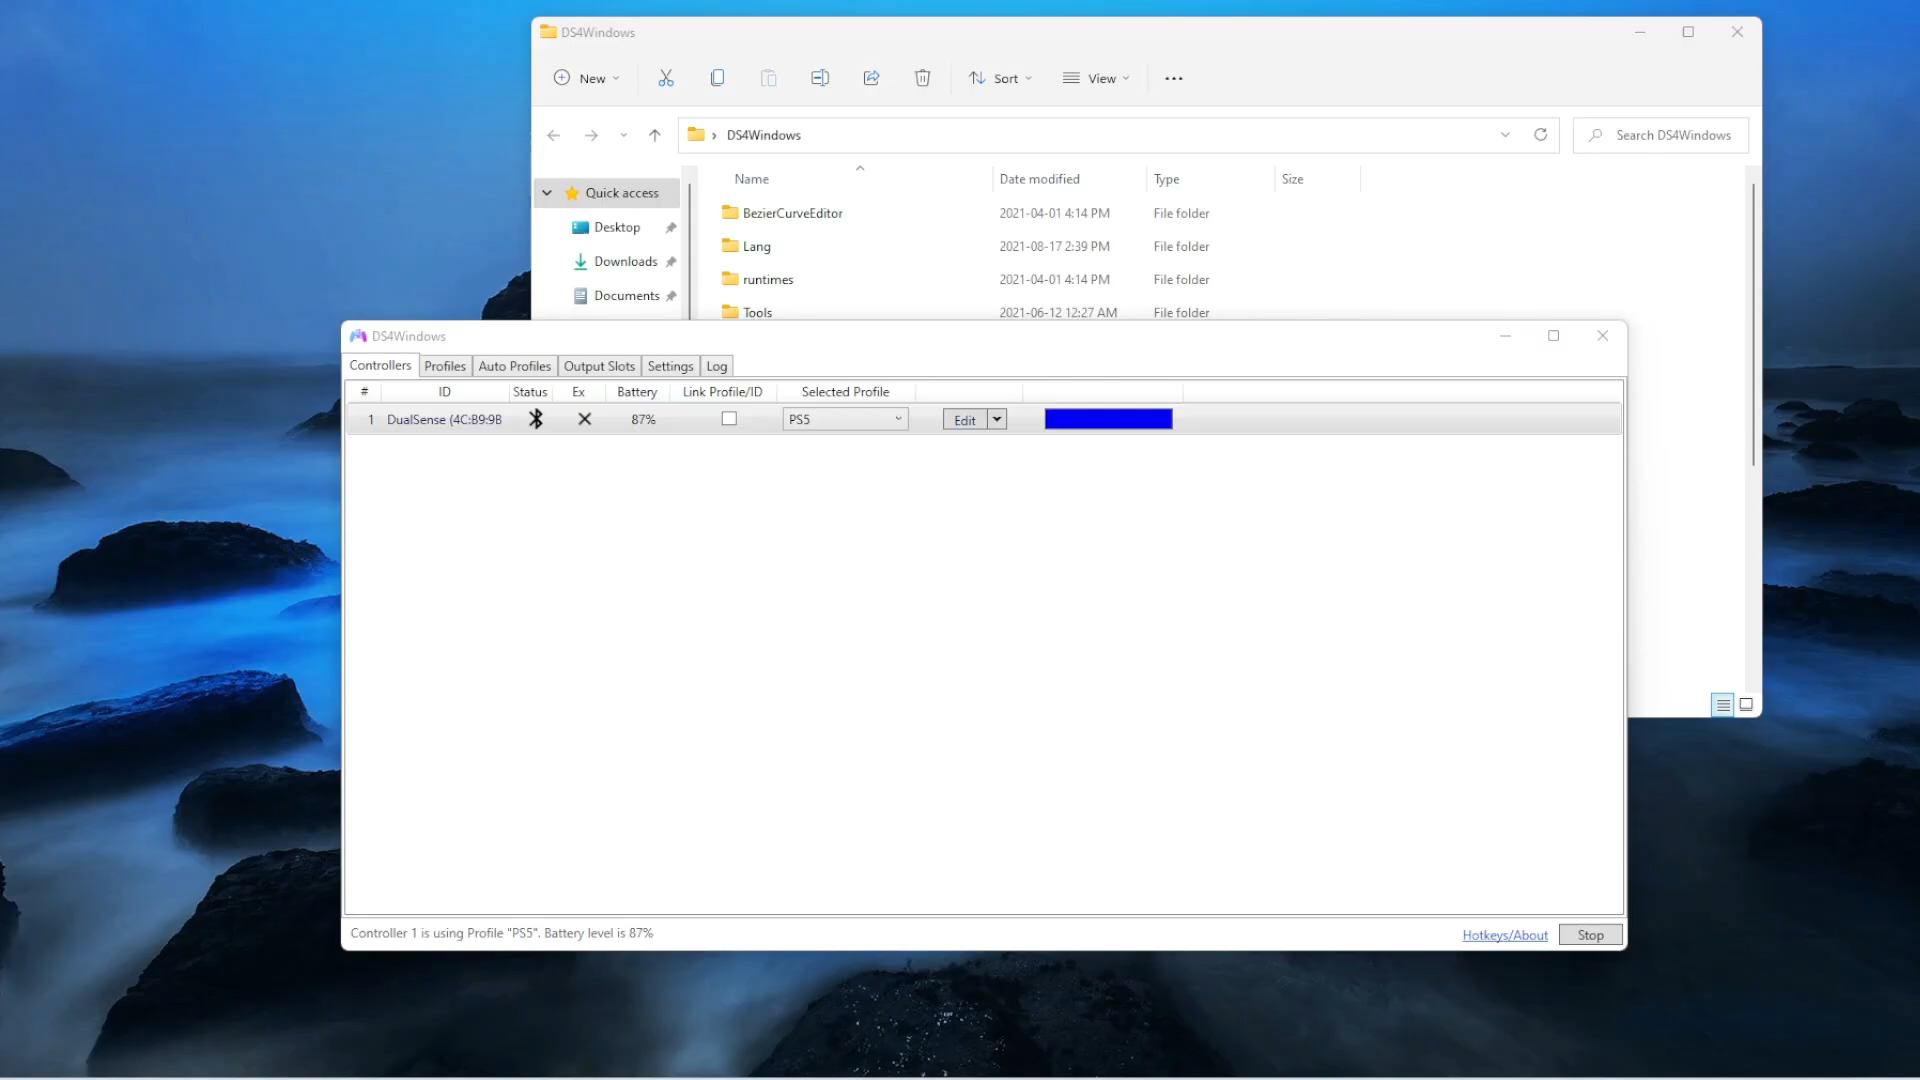 DS4Windows
New
Sort
View
DS4Windows
Search DS4Windows
Name Date modified Type Size
Quick access
Desktop
Downloads
Documents
BezierCurveEditor 2021-04-01 4:14 PM File folder
Lang 2021-08-17 2:39 PM File folder
runtimes 2021-04-01 4:14 PM File folder
Tools 2021-06-12 12:27 AM File folder
DS4Windows
Controllers Profiles Auto Profiles Output Slots Settings Log
# ID Status Ex Battery Link Profile/ID Selected Profile
1 DualSense (4C:B9:9B 87% PS5 Edit
Controller 1 is using Profile "PS5". Battery level is 87%
Hotkeys/About Stop